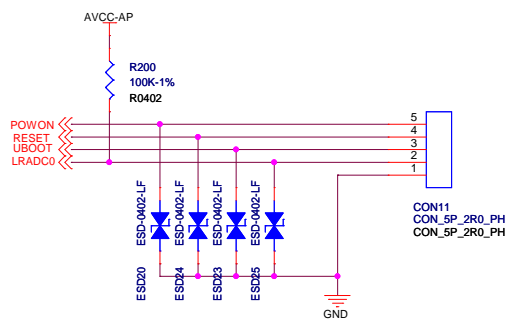 AVCC-AP
R200
100K-1%
R0402
POWON
RESET
UBOOT
LRADC0
5
4
3
2
1
ESD-0402-LF
ESD-0402-LF
ESD-0402-LF
ESD-0402-LF
ESD20
ESD24
ESD23
ESD25
CON11
CON_5P_2R0_PH
CON_5P_2R0_PH
GND